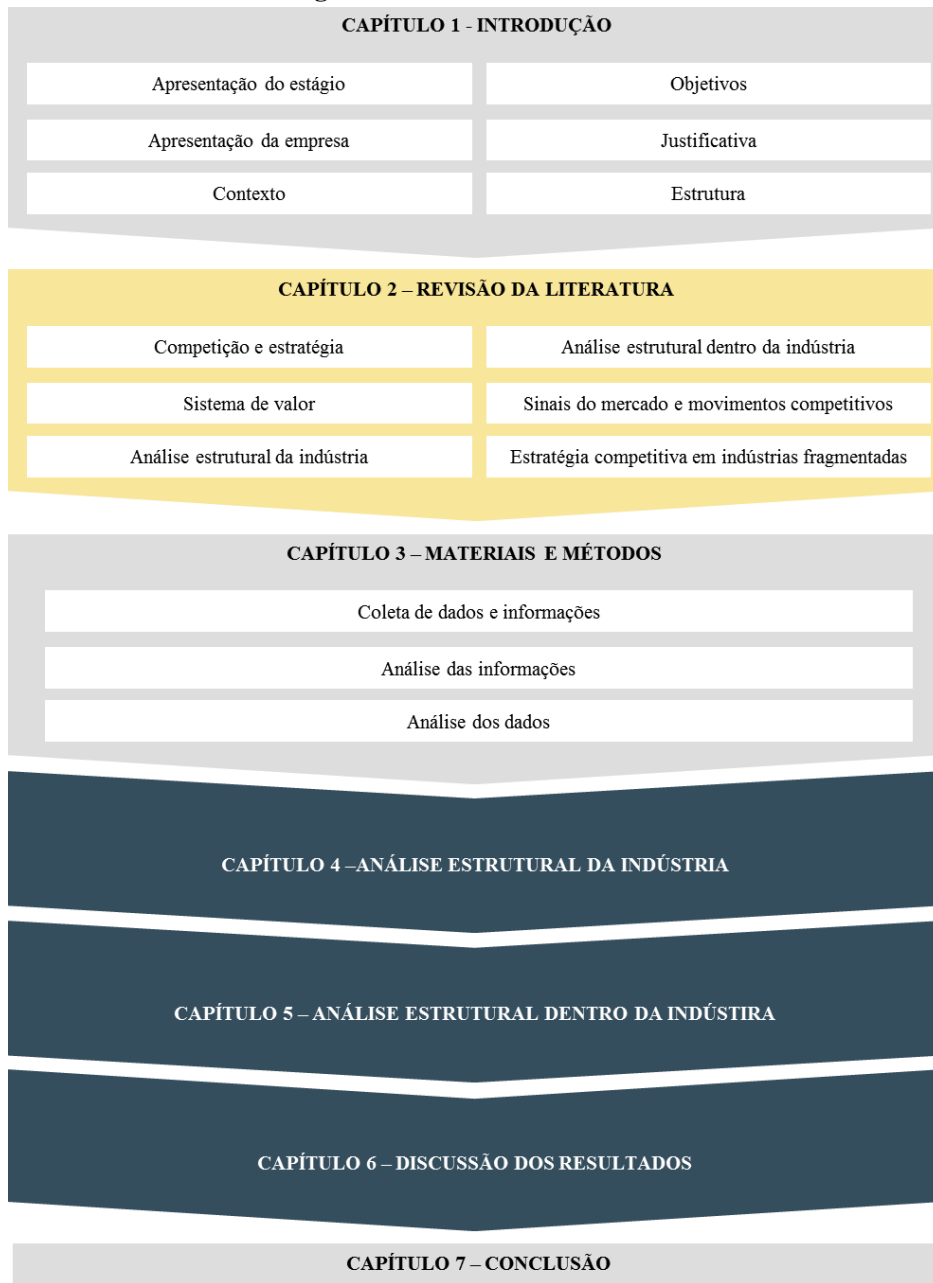 CAPÍTULO 1 - INTRODUÇÃO
Apresentação do estágio
Objetivos
Apresentação da empresa
Justificativa
Contexto
Estrutura
CAPÍTULO 2 – REVISÃO DA LITERATURA
Competição e estratégia
Análise estrutural dentro da indústria
Sistema de valor
Sinais do mercado e movimentos competitivos
Análise estrutural da indústria
Estratégia competitiva em indústrias fragmentadas
CAPÍTULO 3 – MATERIAIS E MÉTODOS
Coleta de dados e informações
Análise das informações
Análise dos dados
CAPÍTULO 4 –ANÁLISE ESTRUTURAL DA INDÚSTRIA
CAPÍTULO 5 – ANÁLISE ESTRUTURAL DENTRO DA INDÚSTIRA
CAPÍTULO 6 – DISCUSSÃO DOS RESULTADOS
CAPÍTULO 7 – CONCLUSÃO